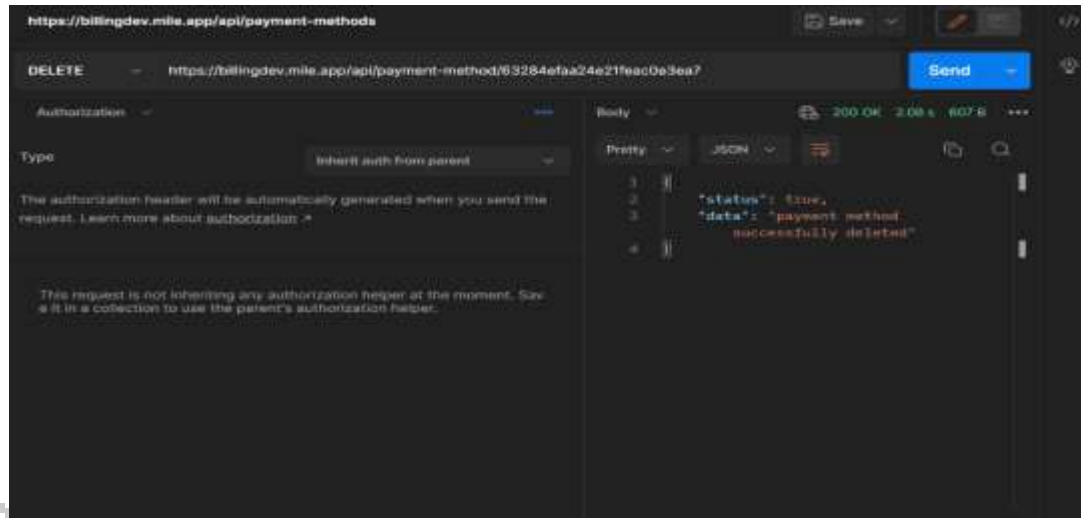 https://billingdev.mile.app/api/payment-methods
Save
DELETE
https://billingdev.mile.app/api/payment-method/63284efaa24e21feac0e3ea7
Send
Authorization
Body
200 OK 2.08 s 607 B
Type
Inherit auth from parent
Pretty
JSON
The authorization header will be automatically generated when you send the
request. Learn more about authorization ↗
1 {
2 "status": true,
3 "data": "payment method
successfully deleted"
4 }
This request is not inheriting any authorization helper at the moment. Sav
e it in a collection to use the parent's authorization helper.